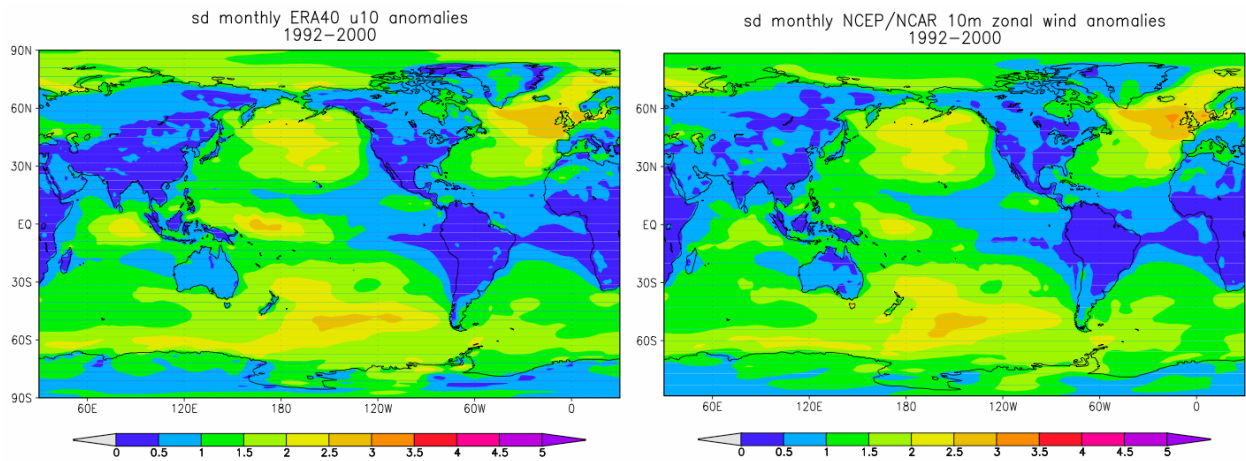 sd monthly ERA40 u10 anomalies
1992-2000
90N
60N
30N
EQ
30S
60S
90S
60E 120E 180 120W 60W 0
0 0.5 1 1.5 2 2.5 3 3.5 4 4.5 5
sd monthly NCEP/NCAR 10m zonal wind anomalies
1992-2000
60N
30N
EQ
30S
60S
60E 120E 180 120W 60W 0
0 0.5 1 1.5 2 2.5 3 3.5 4 4.5 5